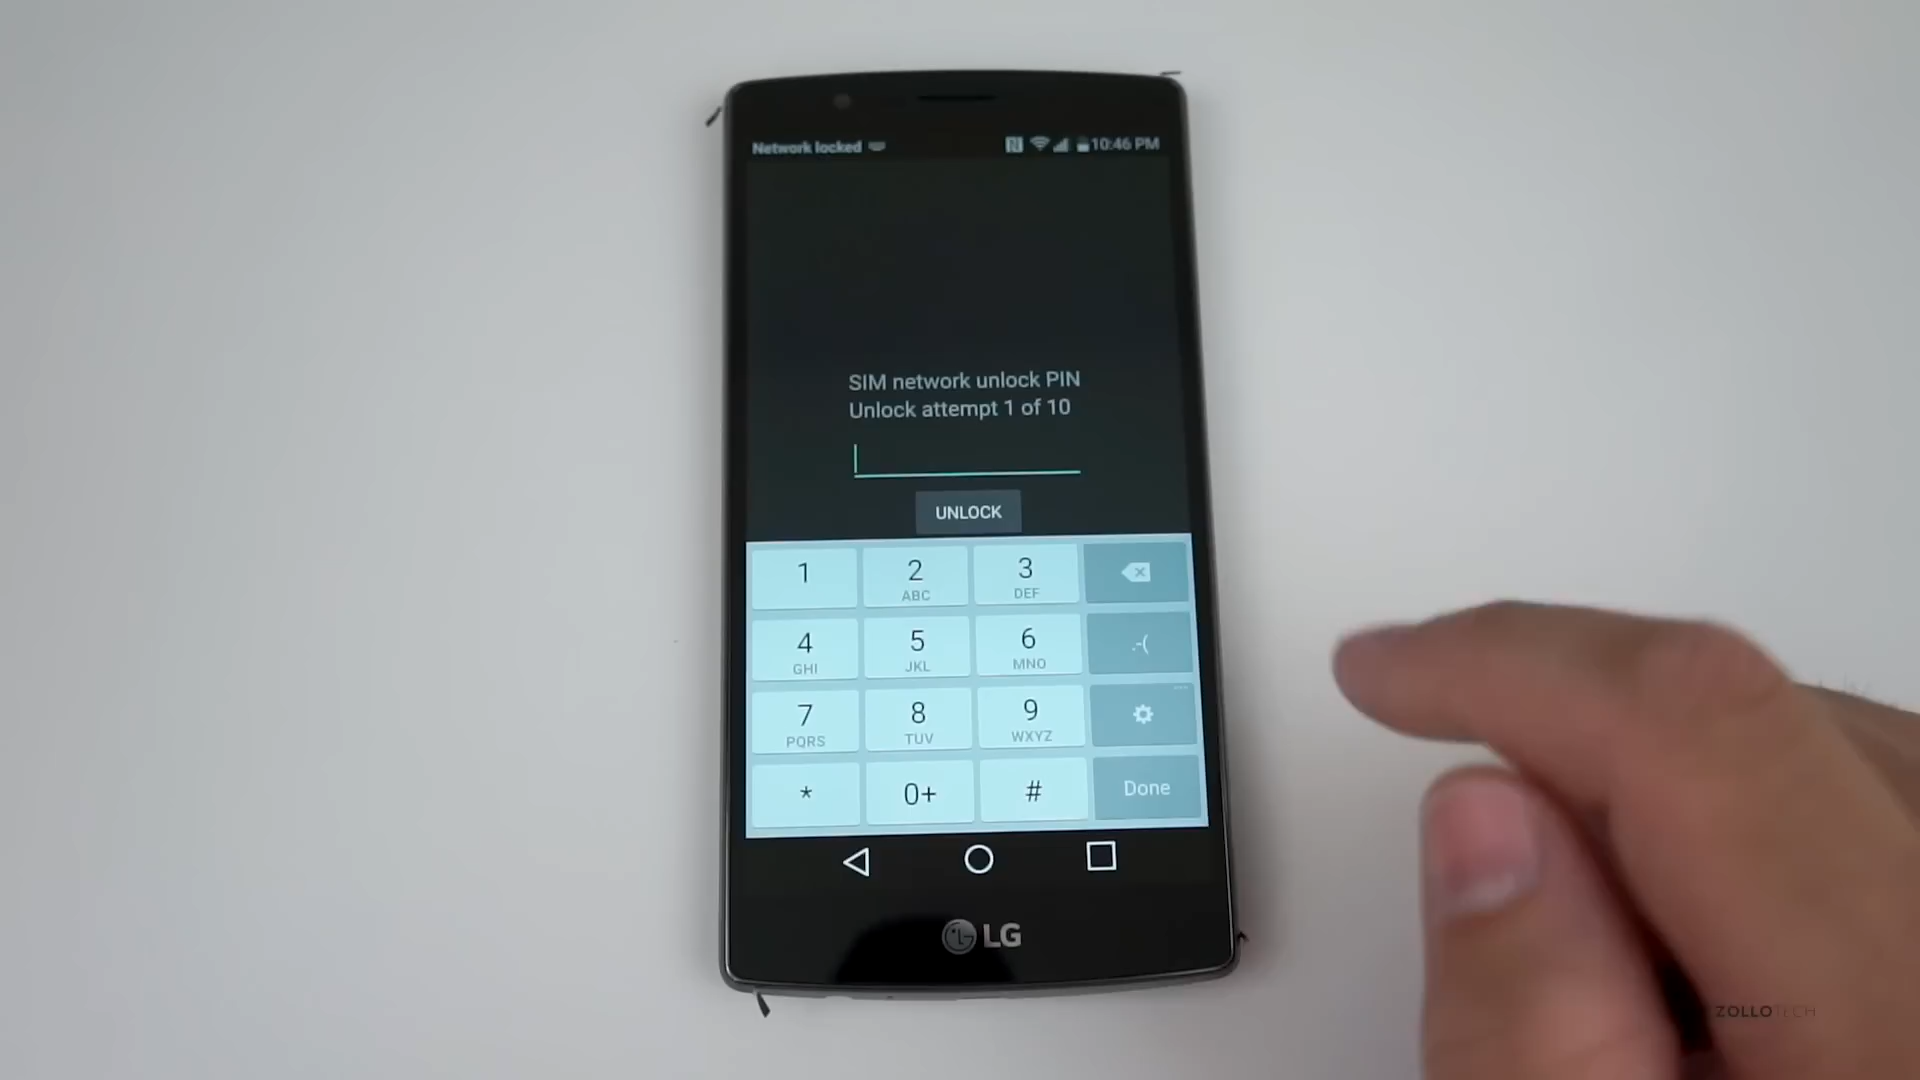 Network locked
10:46 PM
SIM network unlock PIN
Unlock attempt 1 of 10
UNLOCK
1
2
ABC
3
DEF
4
GHI
5
JKL
6
MNO
.-(
7
PQRS
8
TUV
9
WXYZ
*
0+
#
Done
LG
ZOLLOTECH